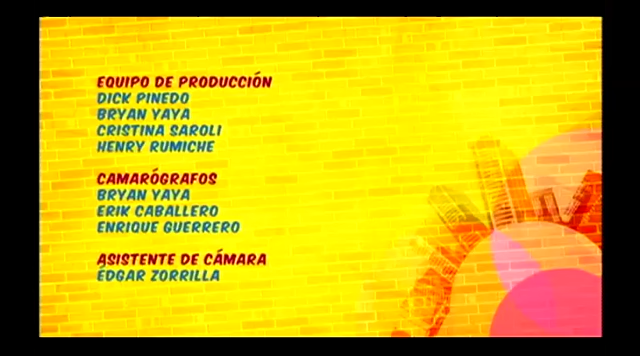 EQUIPO DE PRODUCCIÓN
DICK PINEDO
BRYAN YAYA
CRISTINA SAROLI
HENRY RUMICHE
CAMARÓGRAFOS
BRYAN YAYA
ERIK CABALLERO
ENRIQUE GUERRERO
ASISTENTE DE CÁMARA
ÉDGAR ZORRILLA